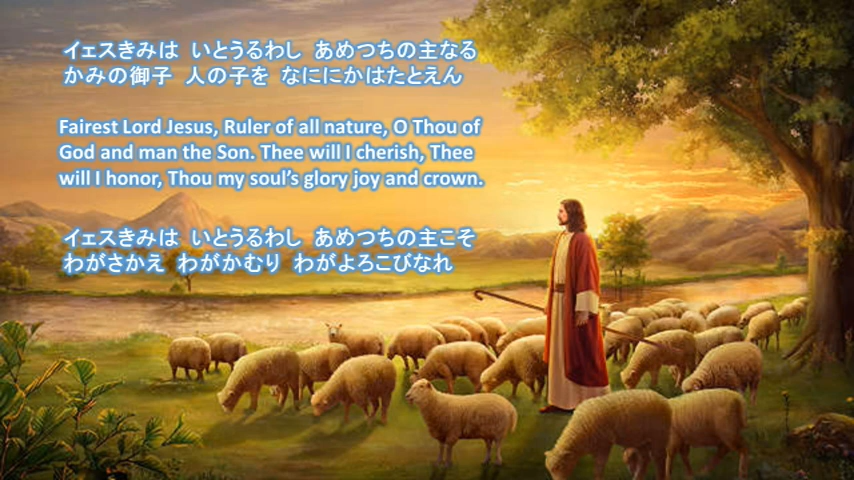 イェスきみは いとうるわし あめつちの主なる
かみの御子 人の子を なににかはたとえん
Fairest Lord Jesus, Ruler of all nature, O Thou of
God and man the Son. Thee will I cherish, Thee
will I honor, Thou my soul’s glory joy and crown.
イェスきみは いとうるわし あめつちの主こそ
わがさかえ わがかむり わがよろこびなれ